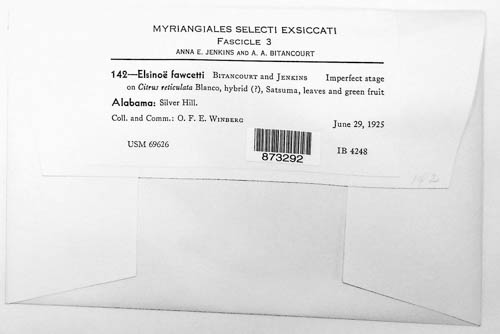 MYRIANGIALES SELECTI EXSICCATI
FASCICLE 3
ANNA E. JENKINS AND A. A. BITANCOURT
142—Elsinoë fawcetti BITANCOURT and JENKINS Imperfect stage
on Citrus reticulata Blanco, hybrid (?), Satsuma, leaves and green fruit
Alabama: Silver Hill.
Coll. and Comm.: O. F. E. WINBERG June 29, 1925
USM 69626 IB 4248
873292
142